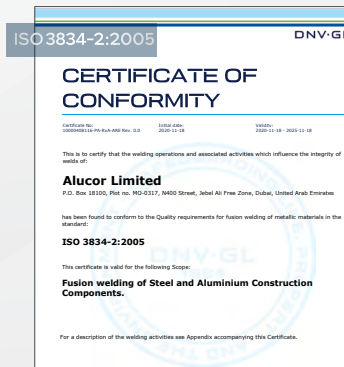 ISO 3834-2:2005
DNV·GL
CERTIFICATE OF
CONFORMITY
Certificate No: Initial date: Validity:
10000408116-PA-RvA-ARE Rev. 0.0 2020-11-18 2020-11-18 - 2025-11-18
This is to certify that the welding operations and associated activities which influence the integrity of
welds of:
Alucor Limited
P.O. Box 18100, Plot no. MO-0317, N400 Street, Jebel Ali Free Zone, Dubai, United Arab Emirates
has been found to conform to the Quality requirements for fusion welding of metallic materials in the
standard:
ISO 3834-2:2005
This certificate is valid for the following Scope:
Fusion welding of Steel and Aluminium Construction
Components.
For a description of the welding activities see Appendix accompanying this Certificate.
DNV·GL